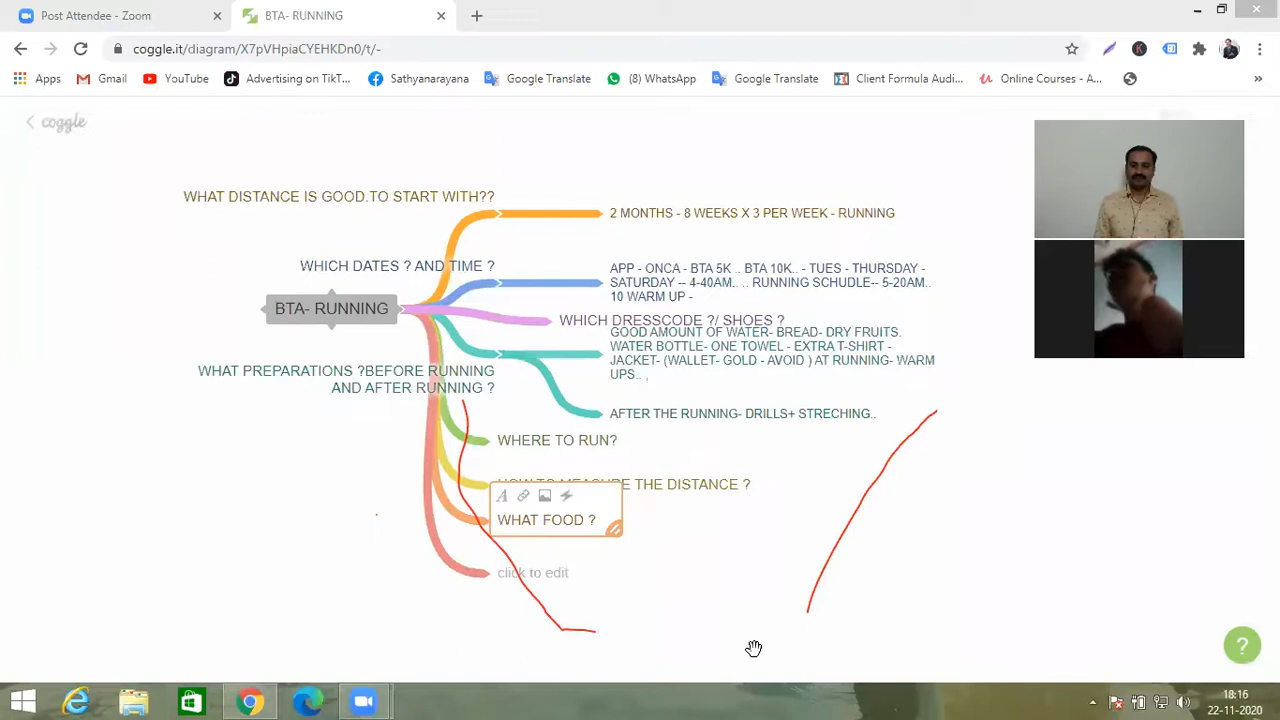 Post Attendee - Zoom
BTA- RUNNING
coggle.it/diagram/X7pVHpiaCYEHKDn0/t/-
Apps
Gmail
YouTube
Advertising on TikT...
Sathyanarayana
Google Translate
(8) WhatsApp
Google Translate
Client Formula Audi...
Online Courses - A...
»
coggle
WHAT DISTANCE IS GOOD.TO START WITH??
2 MONTHS - 8 WEEKS X 3 PER WEEK - RUNNING
WHICH DATES ? AND TIME ?
APP - ONCA - BTA 5K .. BTA 10K.. - TUES - THURSDAY -
SATURDAY -- 4-40AM.. .. RUNNING SCHUDLE-- 5-20AM..
10 WARM UP -
BTA- RUNNING
WHICH DRESSCODE ?/ SHOES ?
GOOD AMOUNT OF WATER- BREAD- DRY FRUITS.
WATER BOTTLE- ONE TOWEL - EXTRA T-SHIRT -
JACKET- (WALLET- GOLD - AVOID ) AT RUNNING- WARM
UPS.. ,
WHAT PREPARATIONS ?BEFORE RUNNING
AND AFTER RUNNING ?
AFTER THE RUNNING- DRILLS+ STRECHING..
WHERE TO RUN?
HOW TO MEASURE THE DISTANCE ?
WHAT FOOD ?
click to edit
?
18:16
22-11-2020